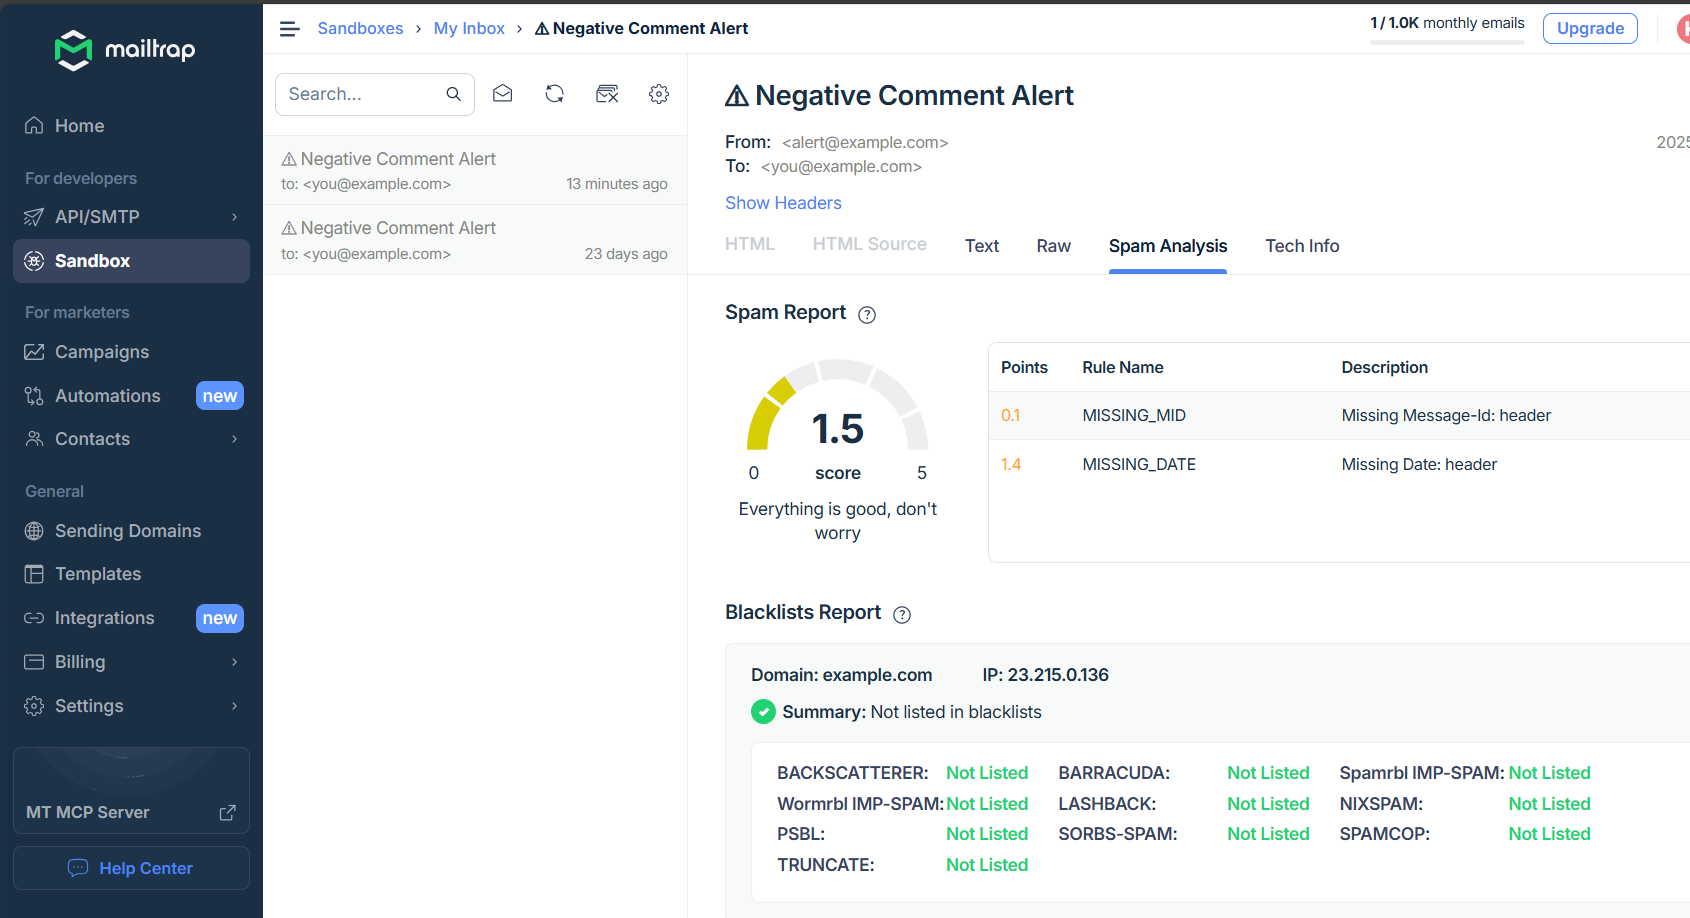 mailtrap
Home
For developers
API/SMTP
Sandbox
For marketers
Campaigns
Automations new
Contacts
General
Sending Domains
Templates
Integrations new
Billing
Settings
MT MCP Server
Help Center
Sandboxes › My Inbox › ⚠ Negative Comment Alert
1 / 1.0K monthly emails
Upgrade
Search...
⚠ Negative Comment Alert
to: <you@example.com> 13 minutes ago
⚠ Negative Comment Alert
to: <you@example.com> 23 days ago
⚠ Negative Comment Alert
From: <alert@example.com> 2025
To: <you@example.com>
Show Headers
HTML HTML Source Text Raw Spam Analysis Tech Info
Spam Report ?
1.5
0 score 5
Everything is good, don't
worry
Points Rule Name Description
0.1 MISSING_MID Missing Message-Id: header
1.4 MISSING_DATE Missing Date: header
Blacklists Report ?
Domain: example.com IP: 23.215.0.136
Summary: Not listed in blacklists
BACKSCATTERER: Not Listed BARRACUDA: Not Listed Spamrbl IMP-SPAM: Not Listed
Wormrbl IMP-SPAM: Not Listed LASHBACK: Not Listed NIXSPAM: Not Listed
PSBL: Not Listed SORBS-SPAM: Not Listed SPAMCOP: Not Listed
TRUNCATE: Not Listed